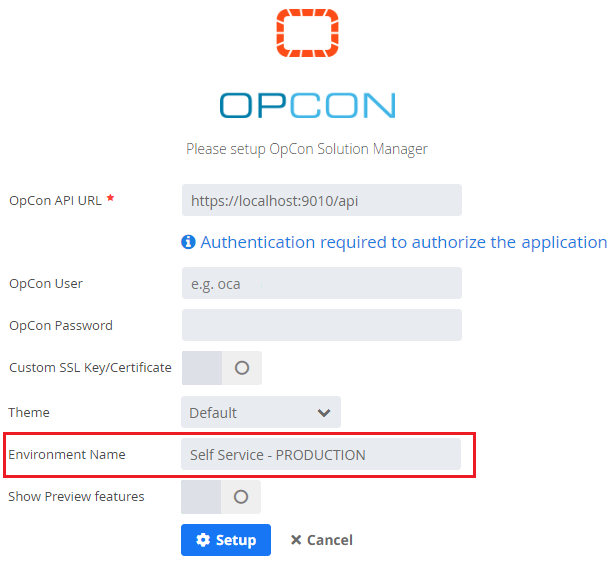 OPCON
Please setup OpCon Solution Manager
OpCon API URL *
https://localhost:9010/api
Authentication required to authorize the application
OpCon User
e.g. oca
OpCon Password
Custom SSL Key/Certificate
Theme
Default
Environment Name
Self Service - PRODUCTION
Show Preview features
Setup
Cancel